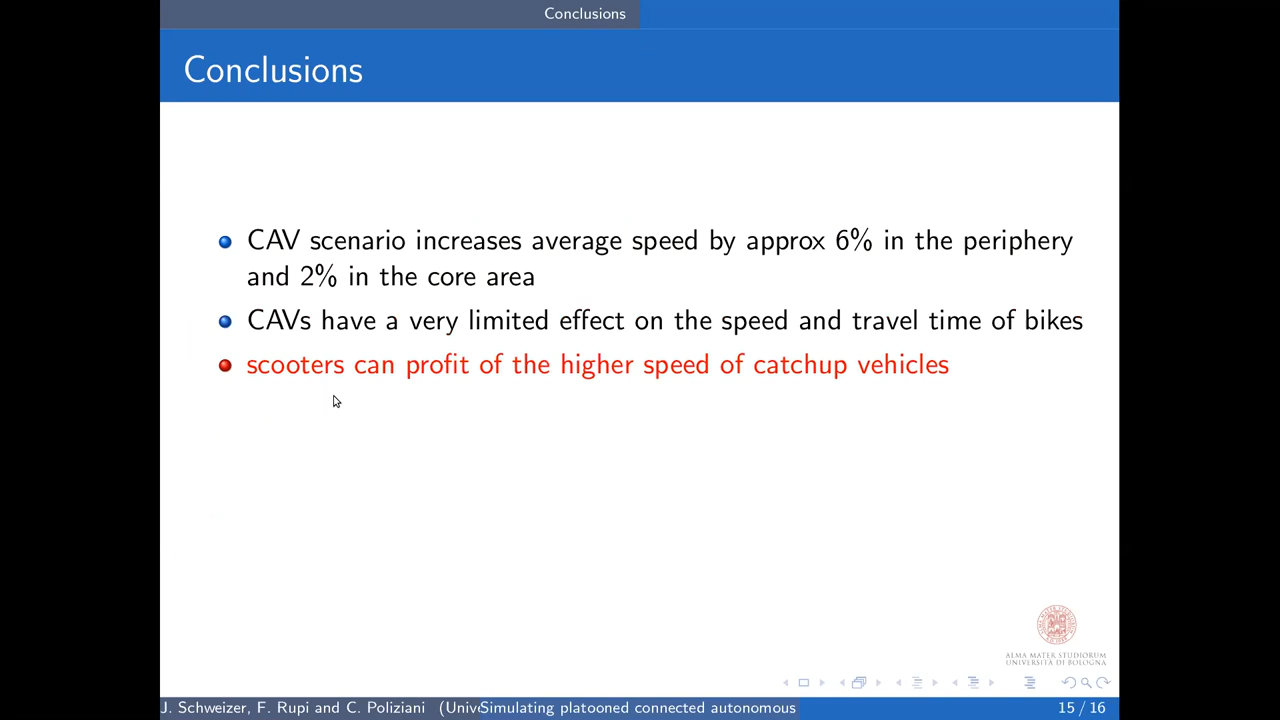 Conclusions
Conclusions
CAV scenario increases average speed by approx 6% in the periphery
and 2% in the core area
CAVs have a very limited effect on the speed and travel time of bikes
scooters can profit of the higher speed of catchup vehicles
ALMA MATER STUDIORUM
UNIVERSITÀ DI BOLOGNA
J. Schweizer, F. Rupi and C. Poliziani (Unive Simulating platooned connected autonomous 15 / 16